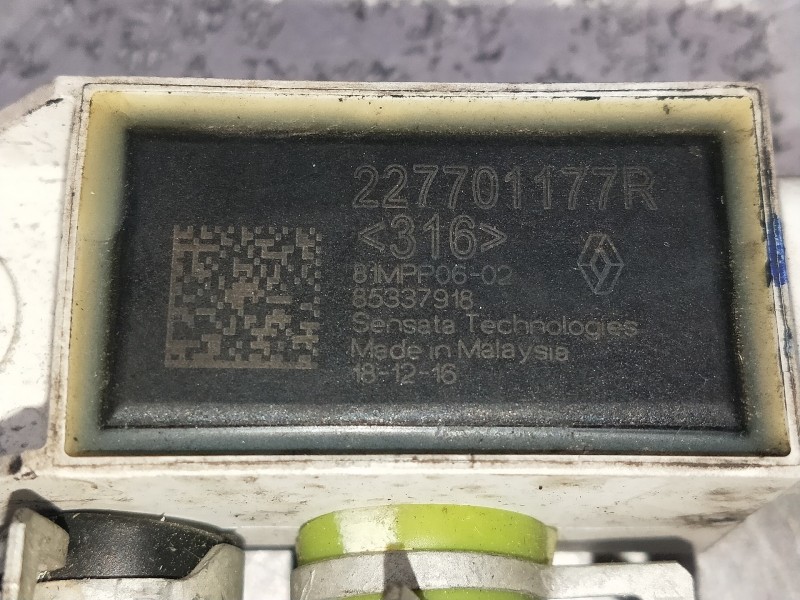 227701177R
<316>
81MPP06-02
85337918
Sensata Technologies
Made in Malaysia
18-12-16